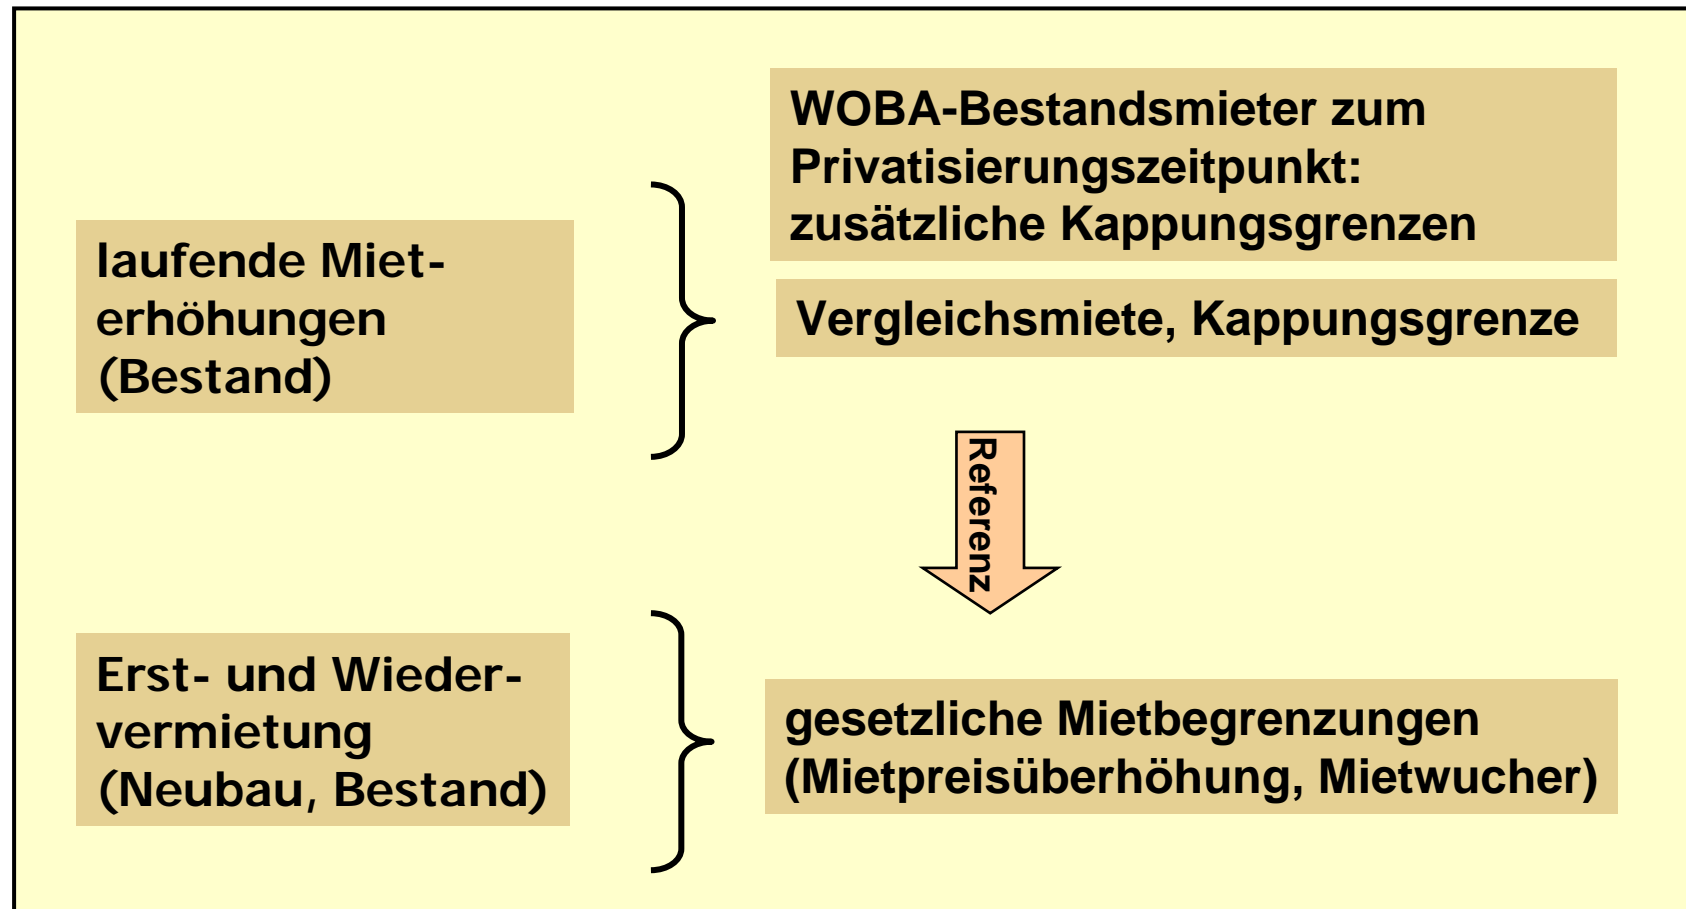 laufende Miet-
erhöhungen
(Bestand)
WOBA-Bestandsmieter zum
Privatisierungszeitpunkt:
zusätzliche Kappungsgrenzen
Vergleichsmiete, Kappungsgrenze
Referenz
Erst- und Wieder-
vermietung
(Neubau, Bestand)
gesetzliche Mietbegrenzungen
(Mietpreisüberhöhung, Mietwucher)